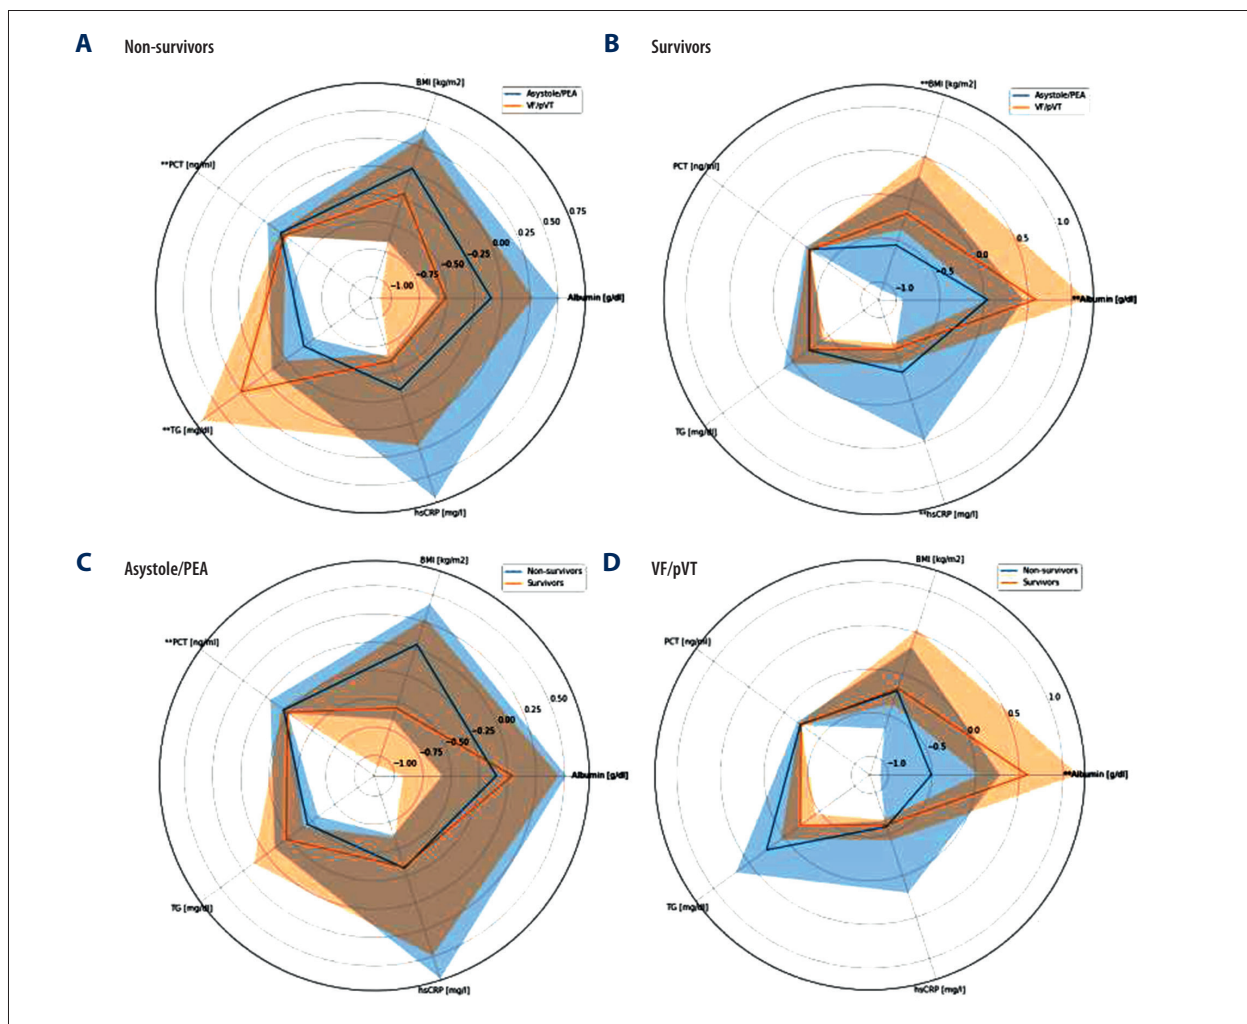 A Non-survivors
BMI [kg/m2]
Asystole/PEA
VF/pVT
**PCT [ng/ml]
0.75
0.50
0.25
0.00
−0.25
−0.50
−0.75
−1.00
Albumin [g/dl]
**TG [mg/dl]
hsCRP [mg/l]
B Survivors
**BMI [kg/m2]
Asystole/PEA
VF/pVT
PCT [ng/ml]
1.0
0.5
0.0
−0.5
−1.0
**Albumin [g/dl]
TG [mg/dl]
**hsCRP [mg/l]
C Asystole/PEA
BMI [kg/m2]
Non-survivors
Survivors
**PCT [ng/ml]
0.50
0.25
0.00
−0.25
−0.50
−0.75
−1.00
Albumin [g/dl]
TG [mg/dl]
hsCRP [mg/l]
D VF/pVT
BMI [kg/m2]
Non-survivors
Survivors
PCT [ng/ml]
1.0
0.5
0.0
−0.5
−1.0
**Albumin [g/dl]
TG [mg/dl]
hsCRP [mg/l]